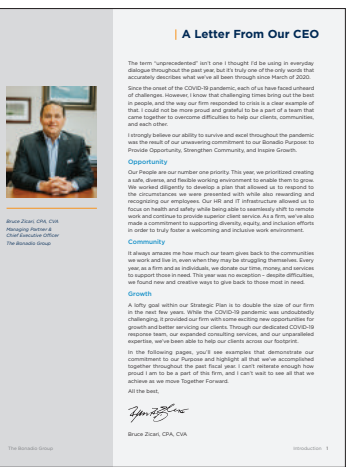 A Letter From Our CEO
The term "unprecedented" isn't one I thought I'd be using in everyday
dialogue throughout the past year, but it's truly one of the only words that
accurately describes what we've all been through since March of 2020.
Since the onset of the COVID-19 pandemic, each of us have faced unheard
of challenges. However, I know that challenging times bring out the best
in people, and the way our firm responded to crisis is a clear example of
that. I could not be more proud and grateful to be a part of a team that
came together to overcome difficulties to help our clients, communities,
and each other.
I strongly believe our ability to survive and excel throughout the pandemic
was the result of our unwavering commitment to our Bonadio Purpose: to
Provide Opportunity, Strengthen Community, and Inspire Growth.
Opportunity
Our People are our number one priority. This year, we prioritized creating
a safe, diverse, and flexible working environment to enable them to grow.
We worked diligently to develop a plan that allowed us to respond to
the circumstances we were presented with while also rewarding and
recognizing our employees. Our HR and IT infrastructure allowed us to
focus on health and safety while being able to seamlessly shift to remote
work and continue to provide superior client service. As a firm, we've also
made a commitment to supporting diversity, equity, and inclusion efforts
in order to truly foster a welcoming and inclusive work environment.
Community
It always amazes me how much our team gives back to the communities
we work and live in, even when they may be struggling themselves. Every
year, as a firm and as individuals, we donate our time, money, and services
to support those in need. This year was no exception – despite difficulties,
we found new and creative ways to give back to those most in need.
Growth
A lofty goal within our Strategic Plan is to double the size of our firm
in the next few years. While the COVID-19 pandemic was undoubtedly
challenging, it provided our firm with some exciting new opportunities for
growth and better servicing our clients. Through our dedicated COVID-19
response team, our expanded consulting services, and our unparalleled
expertise, we've been able to help our clients across our footprint.
In the following pages, you'll see examples that demonstrate our
commitment to our Purpose and highlight all that we've accomplished
together throughout the past fiscal year. I can't reiterate enough how
proud I am to be a part of this firm, and I can't wait to see all that we
achieve as we move Together Forward.
All the best,
Bruce Zicari, CPA, CVA
Bruce Zicari, CPA, CVA
Managing Partner &
Chief Executive Officer
The Bonadio Group
The Bonadio Group
Introduction 1